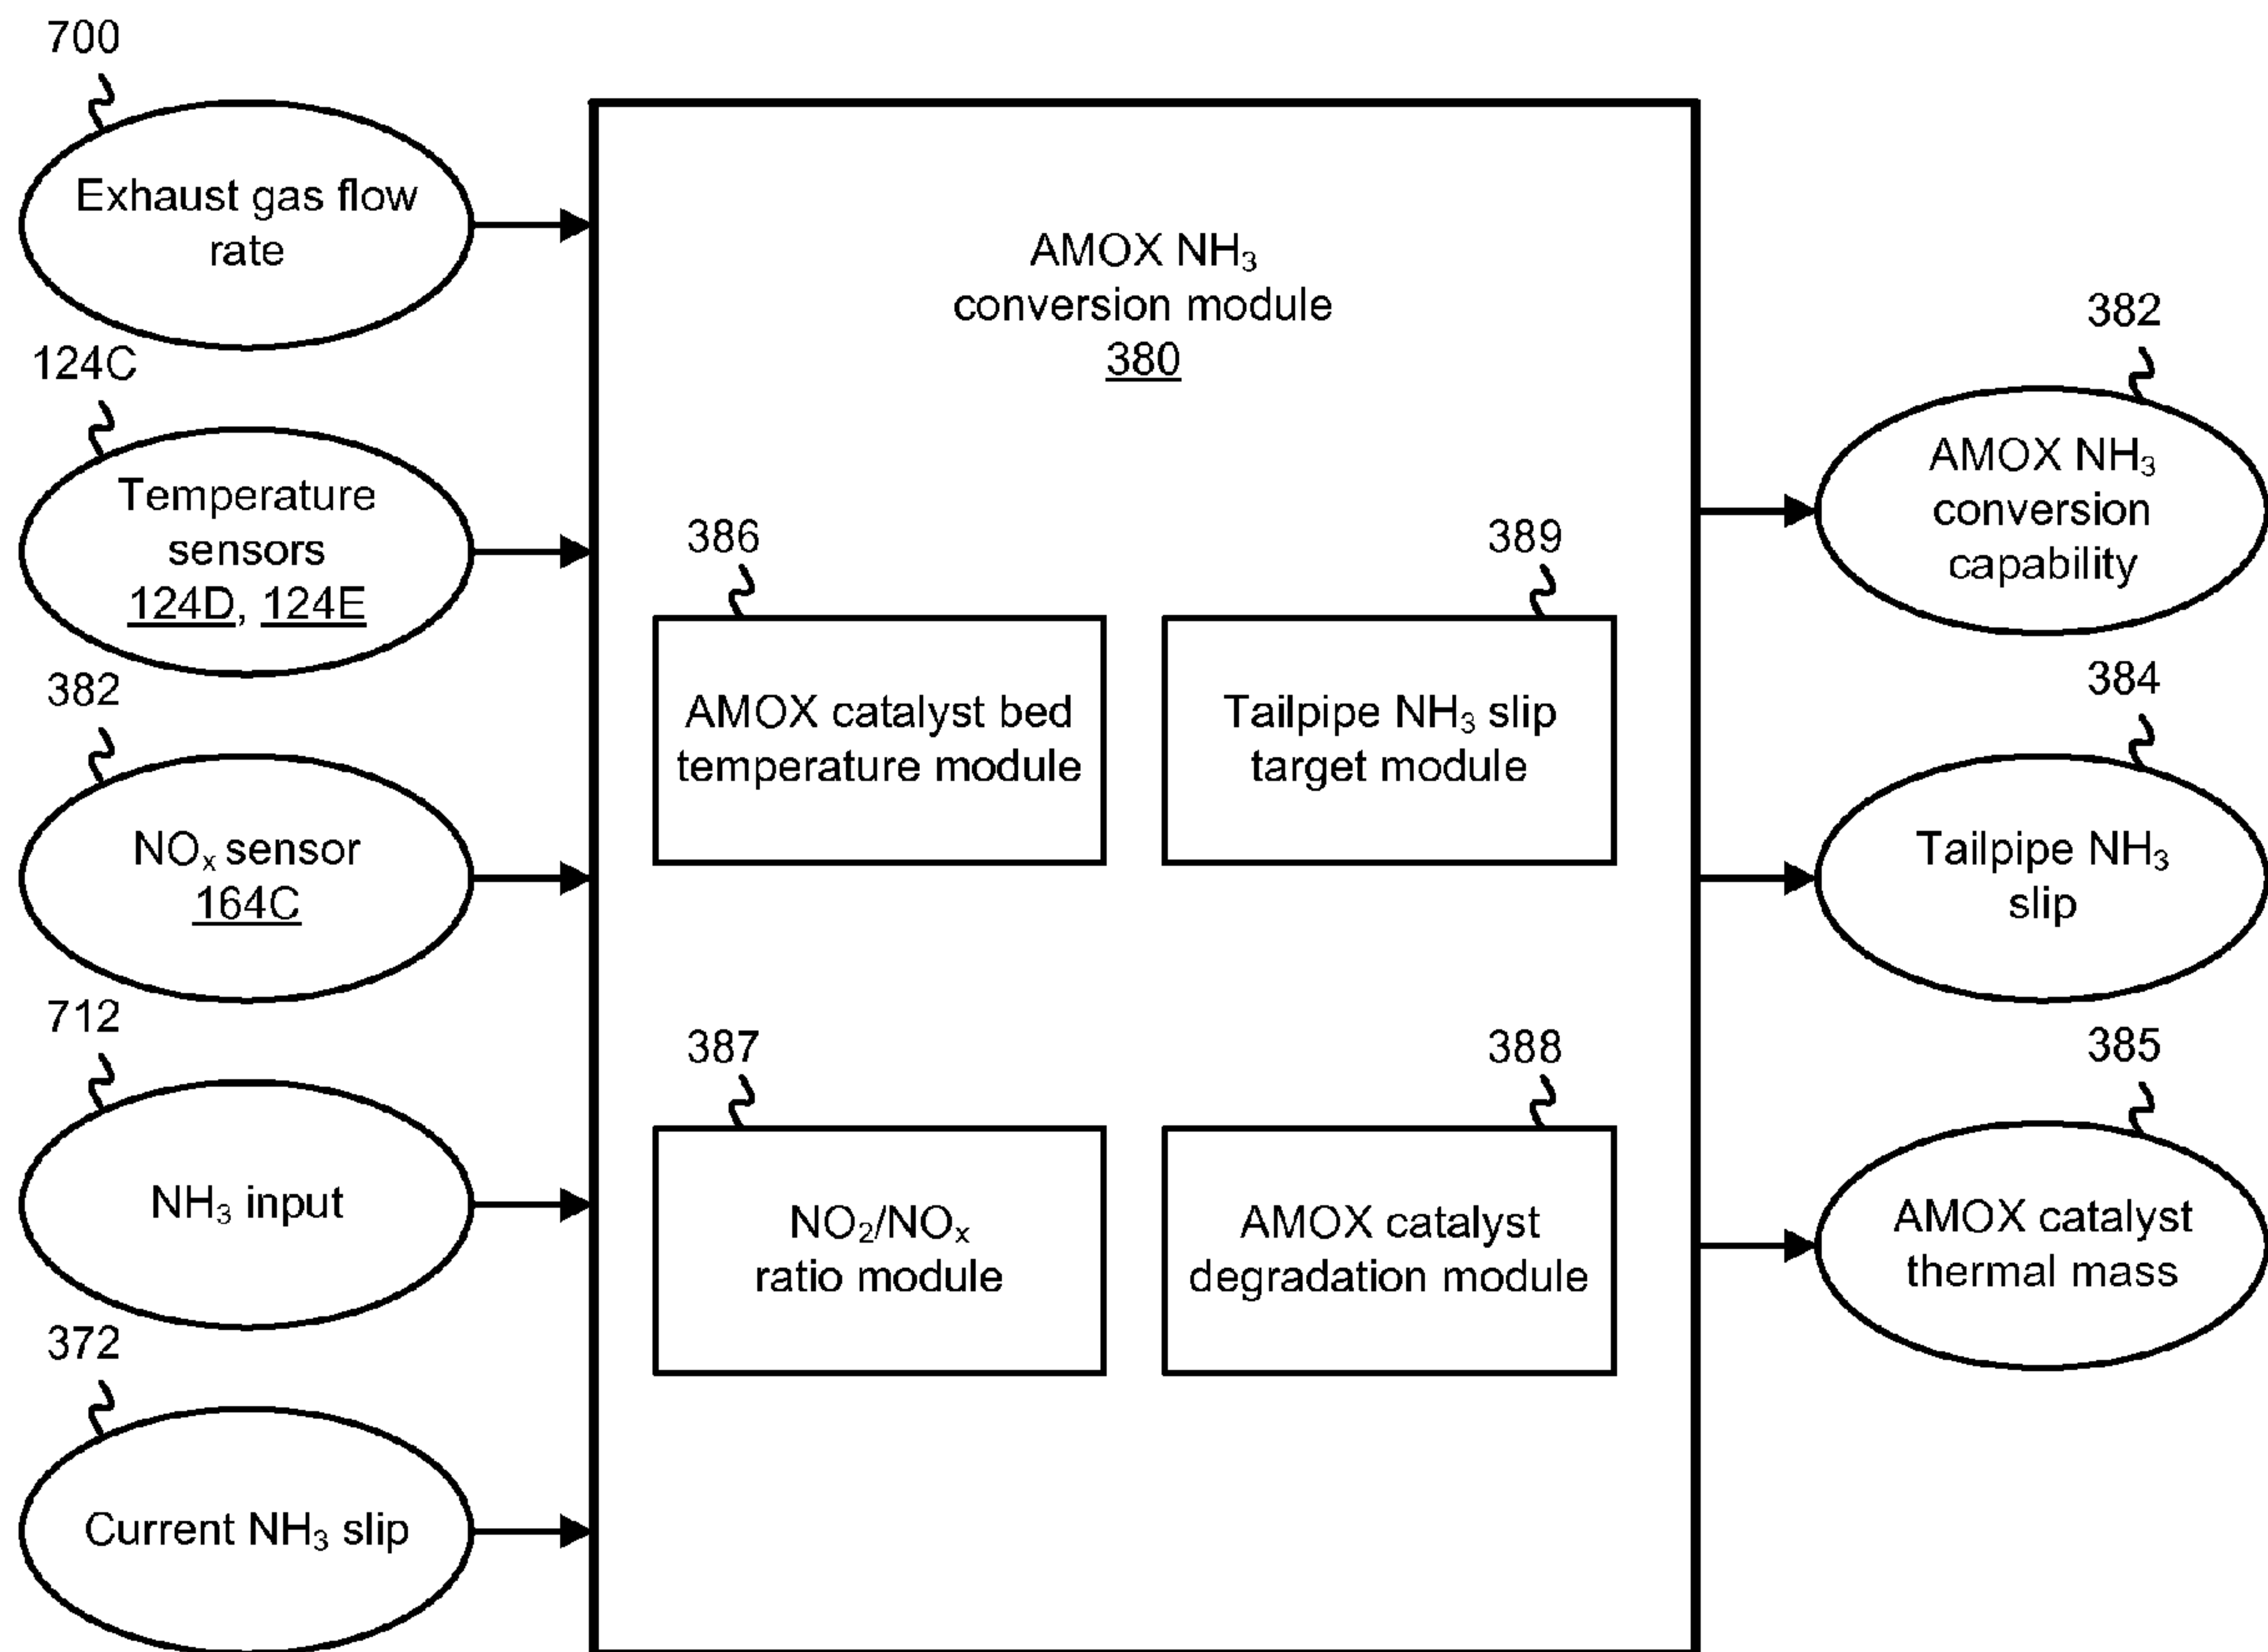 700
Exhaust gas flow
rate
124C
Temperature
sensors
124D, 124E
382
NOₓ sensor
164C
712
NH₃ input
372
Current NH₃ slip
AMOX NH₃
conversion module
380
386
AMOX catalyst bed
temperature module
389
Tailpipe NH₃ slip
target module
387
NO₂/NOₓ
ratio module
388
AMOX catalyst
degradation module
382
AMOX NH₃
conversion
capability
384
Tailpipe NH₃
slip
385
AMOX catalyst
thermal mass